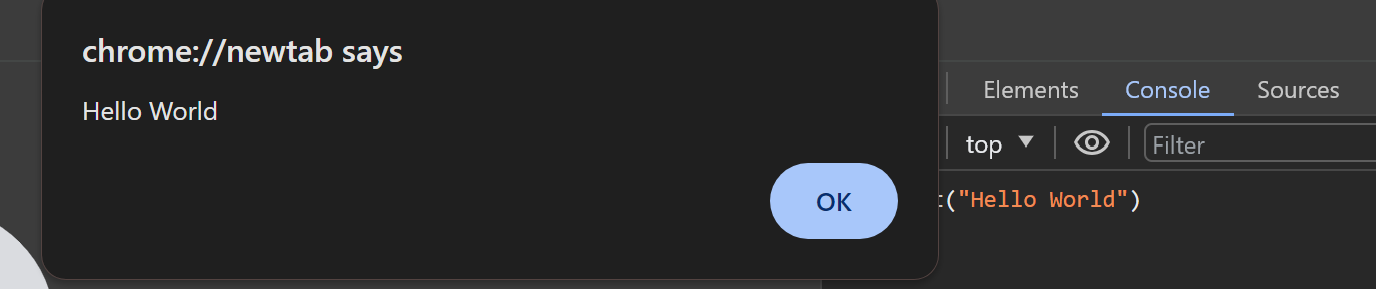 chrome://newtab says
Hello World
OK
Elements Console Sources
top Filter
("Hello World")